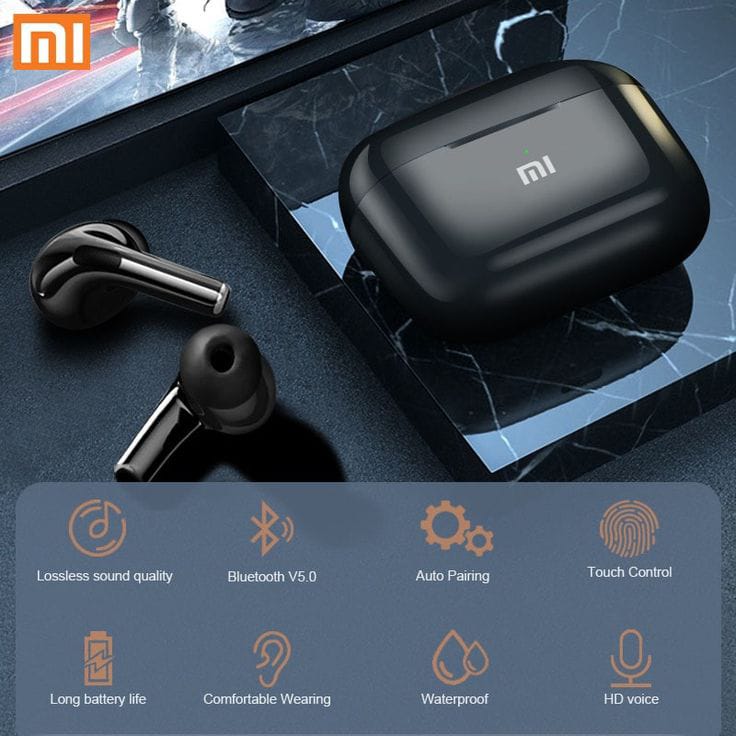 mi
mi
Lossless sound quality
Bluetooth V5.0
Auto Pairing
Touch Control
Long battery life
Comfortable Wearing
Waterproof
HD voice